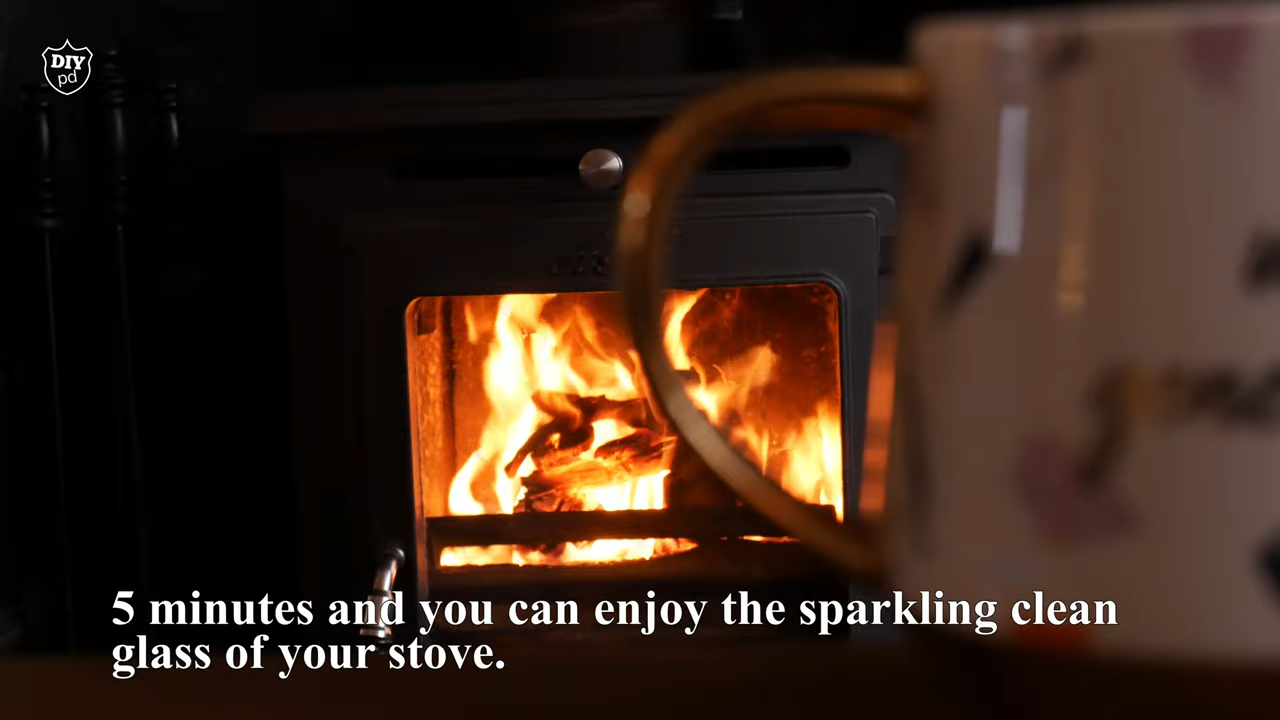 DIY
pd
5 minutes and you can enjoy the sparkling clean
glass of your stove.